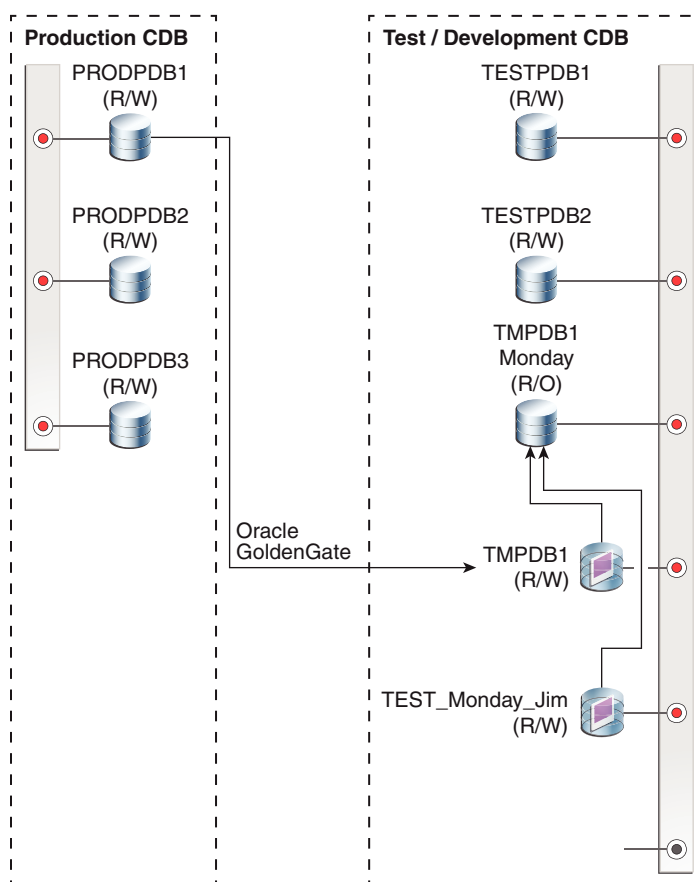 Production CDB
PRODPDB1
(R/W)
PRODPDB2
(R/W)
PRODPDB3
(R/W)
Oracle
GoldenGate
Test / Development CDB
TESTPDB1
(R/W)
TESTPDB2
(R/W)
TMPDB1
Monday
(R/O)
TMPDB1
(R/W)
TEST_Monday_Jim
(R/W)